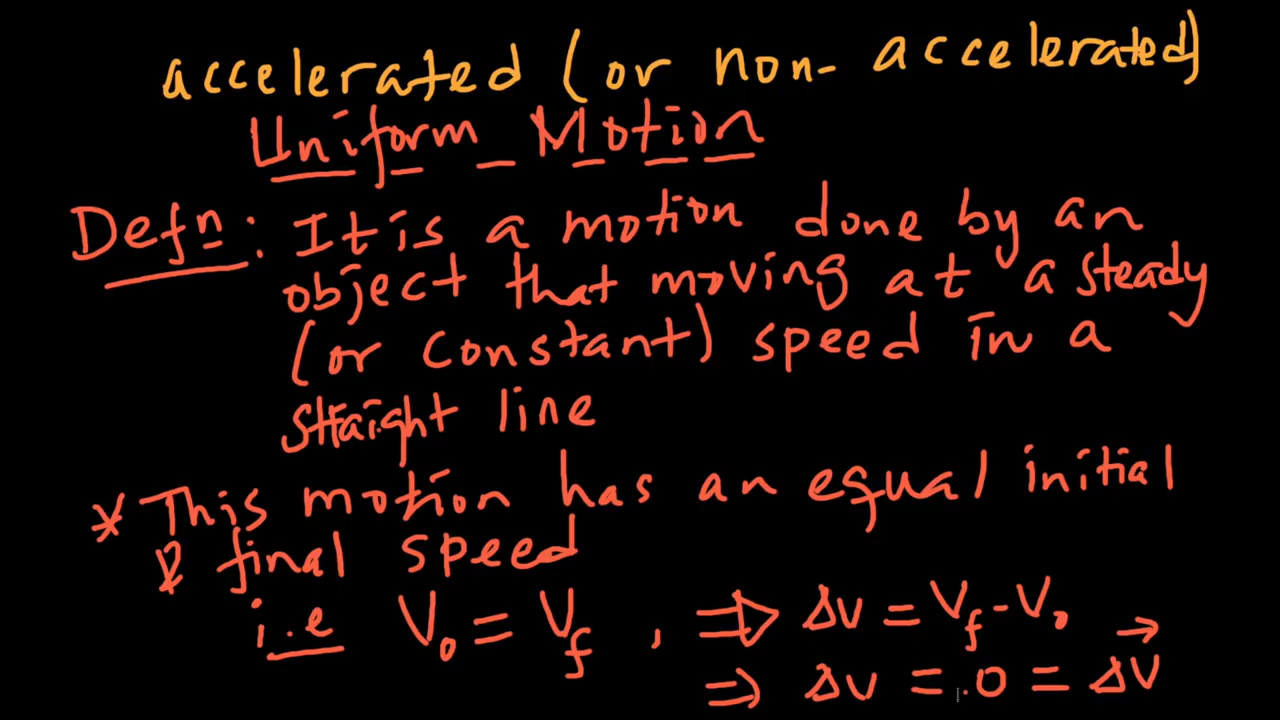 accelerated (or non-accelerated)
Uniform Motion
Defn: It is a motion done by an
object that moving at a steady
(or constant) speed in a
straight line
* This motion has an equal initial
& final speed
i.e V₀ = V_f , ⇒ ΔV = V_f - V₀
⇒ ΔV = 0 = ΔV⃗